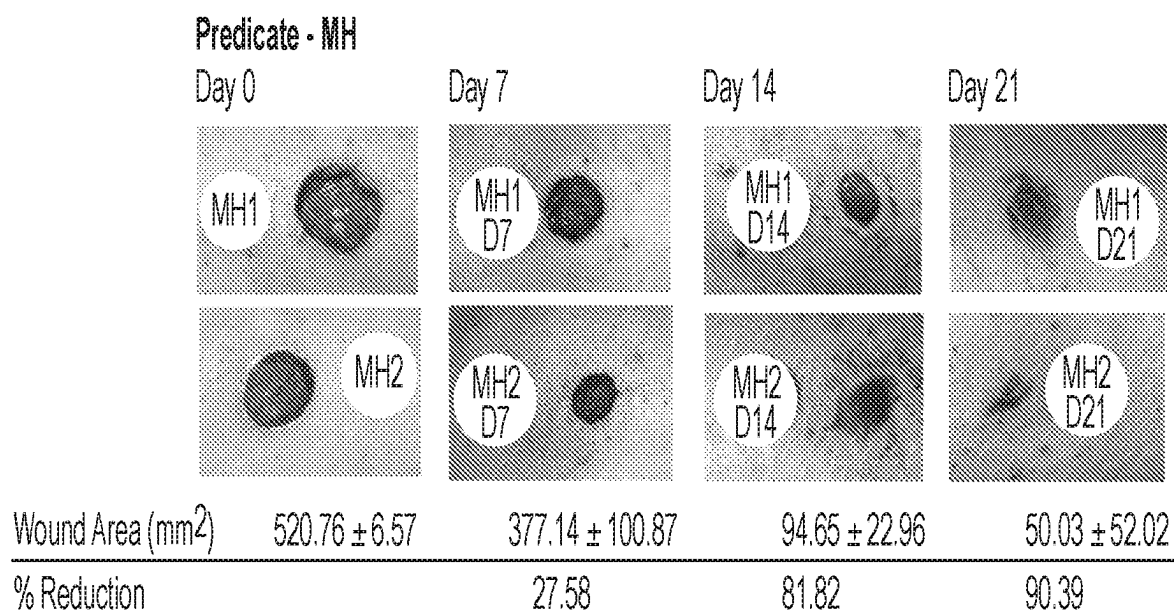 Predicate - MH
Day 0 Day 7 Day 14 Day 21
MH1 MH1 D7 MH1 D14 MH1 D21
MH2 MH2 D7 MH2 D14 MH2 D21
Wound Area (mm2) 520.76 ± 6.57 377.14 ± 100.87 94.65 ± 22.96 50.03 ± 52.02
% Reduction 27.58 81.82 90.39